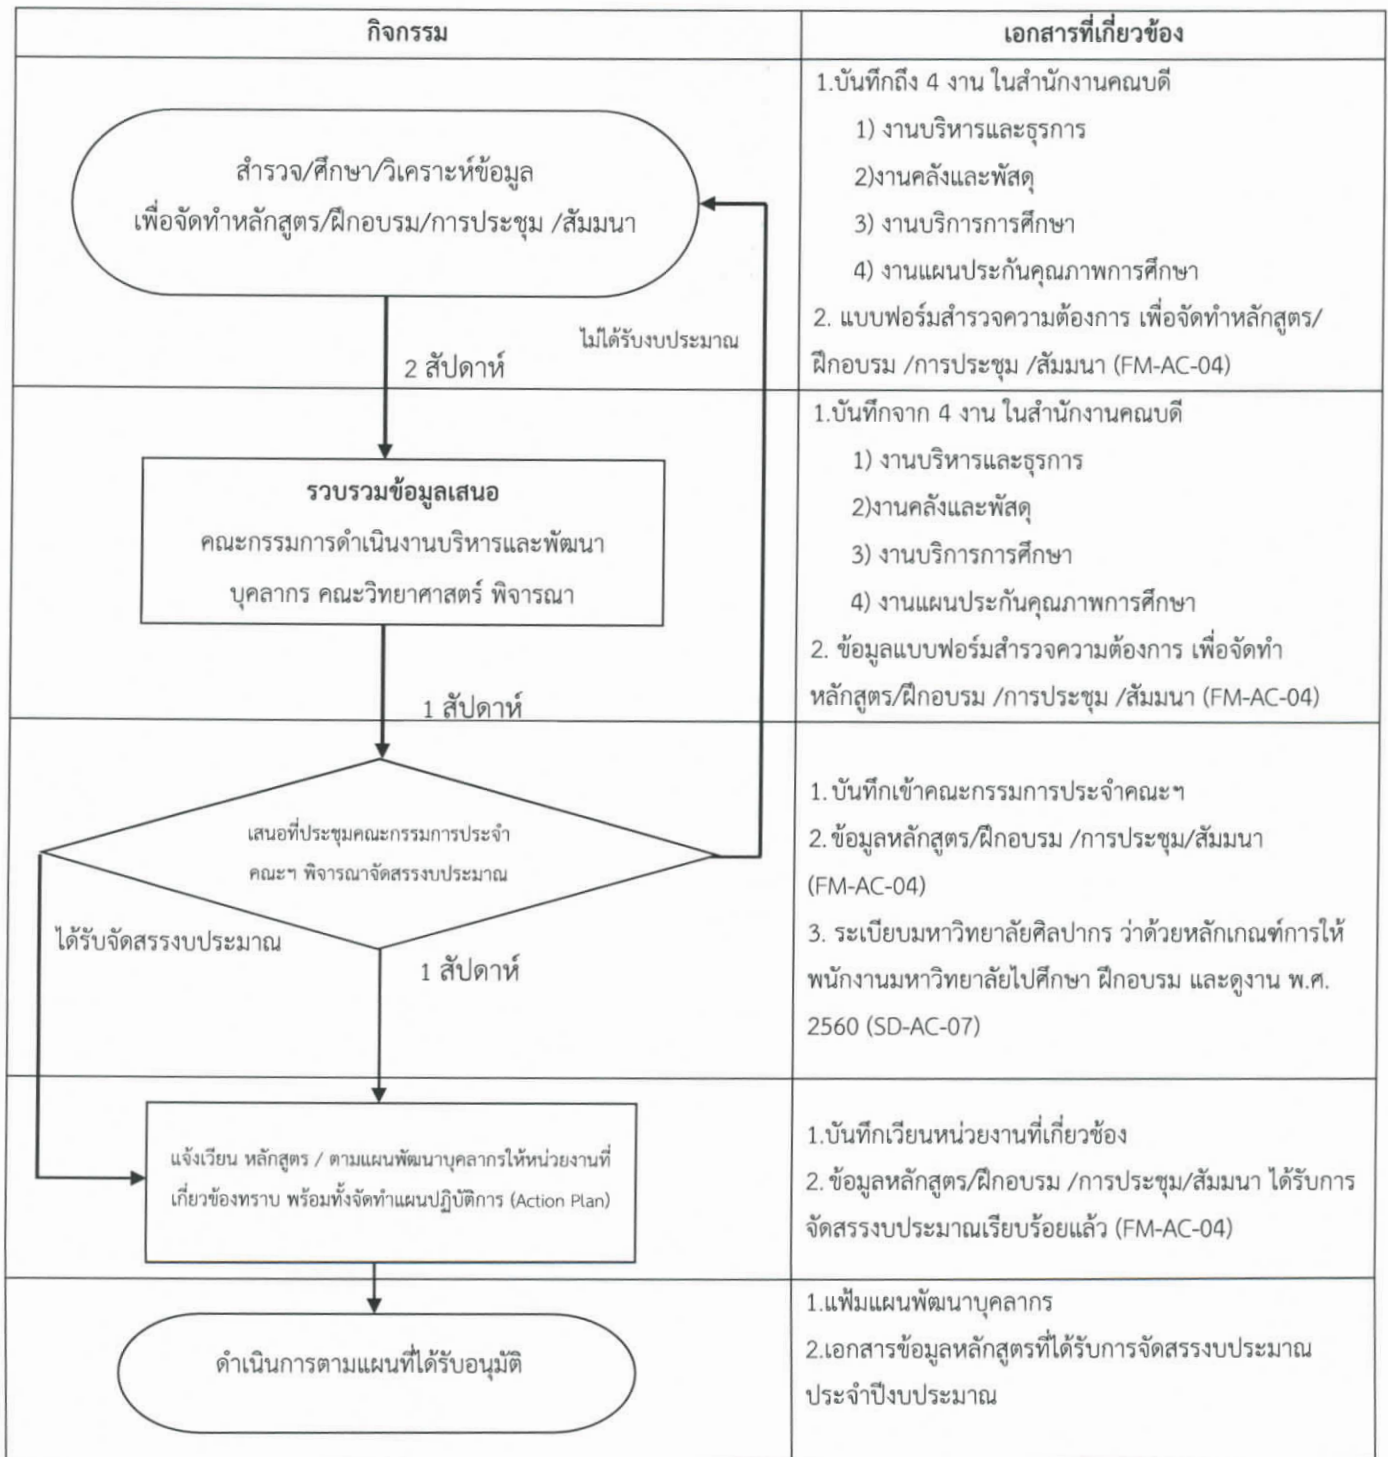 กิจกรรม
เอกสารที่เกี่ยวข้อง
สำรวจ/ศึกษา/วิเคราะห์ข้อมูล
เพื่อจัดทำหลักสูตร/ฝึกอบรม/การประชุม /สัมมนา
ไม่ได้รับงบประมาณ
2 สัปดาห์
1.บันทึกถึง 4 งาน ในสำนักงานคณบดี
1) งานบริหารและธุรการ
2)งานคลังและพัสดุ
3) งานบริการการศึกษา
4) งานแผนประกันคุณภาพการศึกษา
2. แบบฟอร์มสำรวจความต้องการ เพื่อจัดทำหลักสูตร/
ฝึกอบรม /การประชุม /สัมมนา (FM-AC-04)
รวบรวมข้อมูลเสนอ
คณะกรรมการดำเนินงานบริหารและพัฒนา
บุคลากร คณะวิทยาศาสตร์ พิจารณา
1 สัปดาห์
1.บันทึกจาก 4 งาน ในสำนักงานคณบดี
1) งานบริหารและธุรการ
2)งานคลังและพัสดุ
3) งานบริการการศึกษา
4) งานแผนประกันคุณภาพการศึกษา
2. ข้อมูลแบบฟอร์มสำรวจความต้องการ เพื่อจัดทำ
หลักสูตร/ฝึกอบรม /การประชุม /สัมมนา (FM-AC-04)
เสนอที่ประชุมคณะกรรมการประจำ
คณะฯ พิจารณาจัดสรรงบประมาณ
ได้รับจัดสรรงบประมาณ
1 สัปดาห์
1. บันทึกเข้าคณะกรรมการประจำคณะฯ
2. ข้อมูลหลักสูตร/ฝึกอบรม /การประชุม/สัมมนา
(FM-AC-04)
3. ระเบียบมหาวิทยาลัยศิลปากร ว่าด้วยหลักเกณฑ์การให้
พนักงานมหาวิทยาลัยไปศึกษา ฝึกอบรม และดูงาน พ.ศ.
2560 (SD-AC-07)
แจ้งเวียน หลักสูตร / ตามแผนพัฒนาบุคลากรให้หน่วยงานที่
เกี่ยวข้องทราบ พร้อมทั้งจัดทำแผนปฏิบัติการ (Action Plan)
1.บันทึกเวียนหน่วยงานที่เกี่ยวช้อง
2. ข้อมูลหลักสูตร/ฝึกอบรม /การประชุม/สัมมนา ได้รับการ
จัดสรรงบประมาณเรียบร้อยแล้ว (FM-AC-04)
ดำเนินการตามแผนที่ได้รับอนุมัติ
1.แฟ้มแผนพัฒนาบุคลากร
2.เอกสารข้อมูลหลักสูตรที่ได้รับการจัดสรรงบประมาณ
ประจำปีงบประมาณ